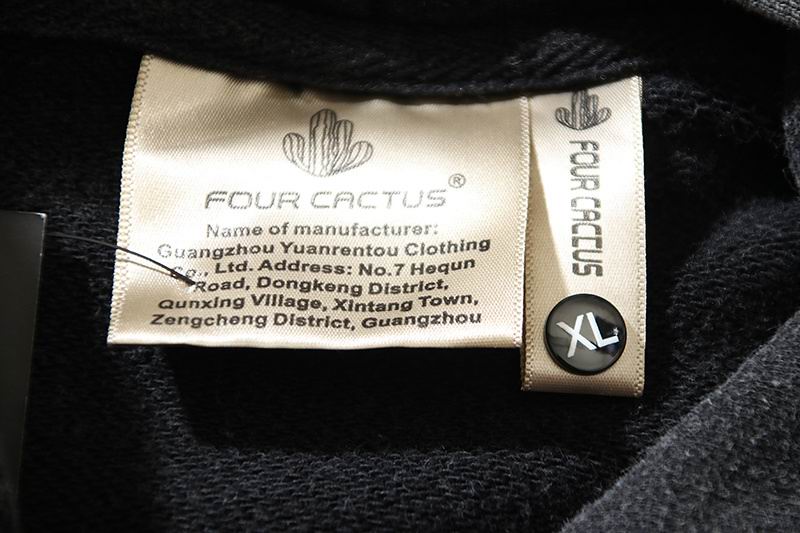 FOUR CACTUS®
Name of manufacturer:
Guangzhou Yuanrentou Clothing
Co., Ltd. Address: No.7 Hequn
Road, Dongkeng District,
Qunxing Village, Xintang Town,
Zengcheng District, Guangzhou
FOUR CACTUS
XL